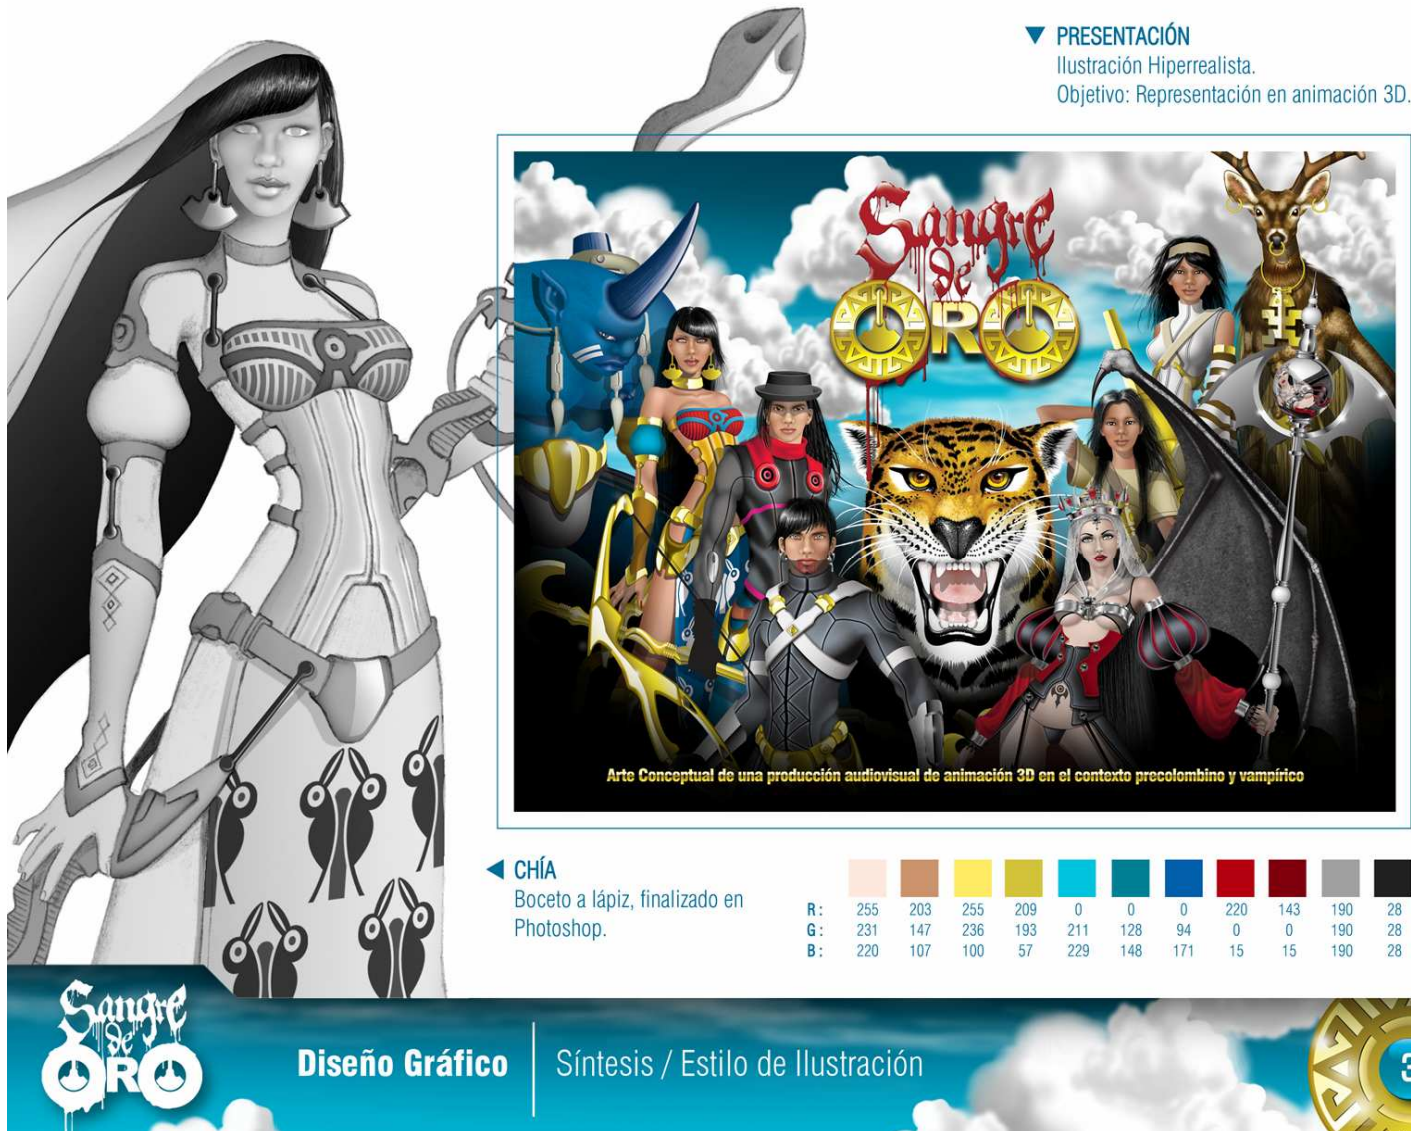 PRESENTACIÓN
Ilustración Hiperrealista.
Objetivo: Representación en animación 3D.
Sangre
de
ORO
Arte Conceptual de una producción audiovisual de animación 3D en el contexto precolombino y vampírico
CHÍA
Boceto a lápiz, finalizado en
Photoshop.
R: 255 203 255 209 0 0 0 220 143 190 28
G: 231 147 236 193 211 128 94 0 0 190 28
B: 220 107 100 57 229 148 171 15 15 190 28
Sangre
de
ORO
Diseño Gráfico
Síntesis / Estilo de Ilustración
3